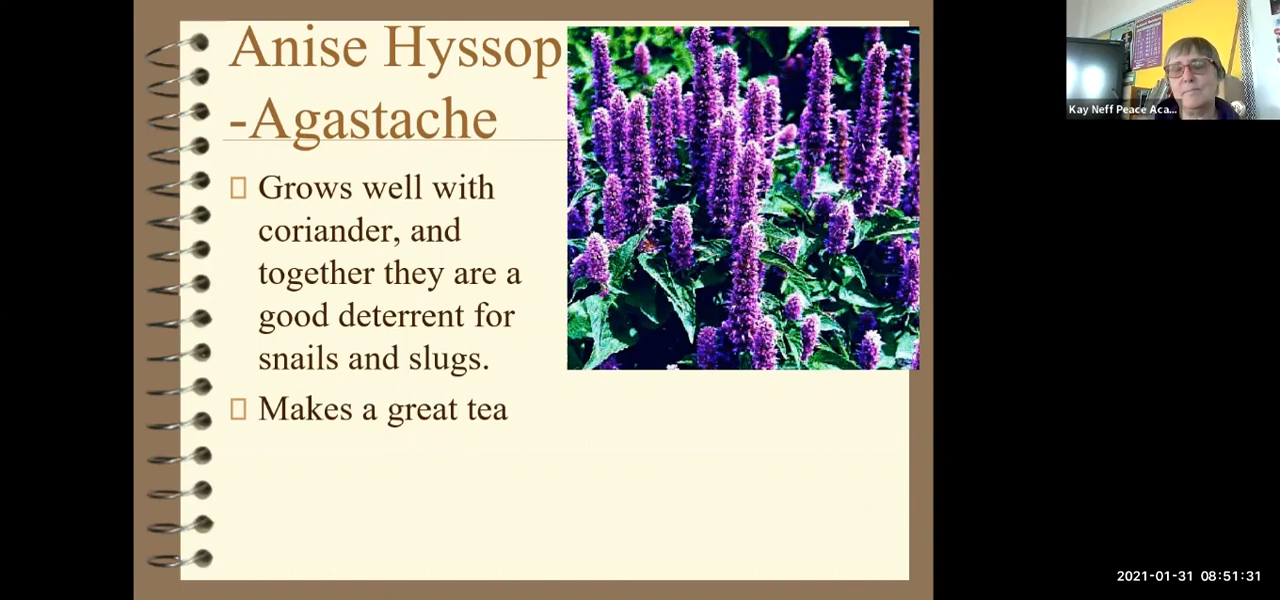 Anise Hyssop
-Agastache
Grows well with
coriander, and
together they are a
good deterrent for
snails and slugs.
Makes a great tea
Kay Neff Peace Aca...
2021-01-31 08:51:31